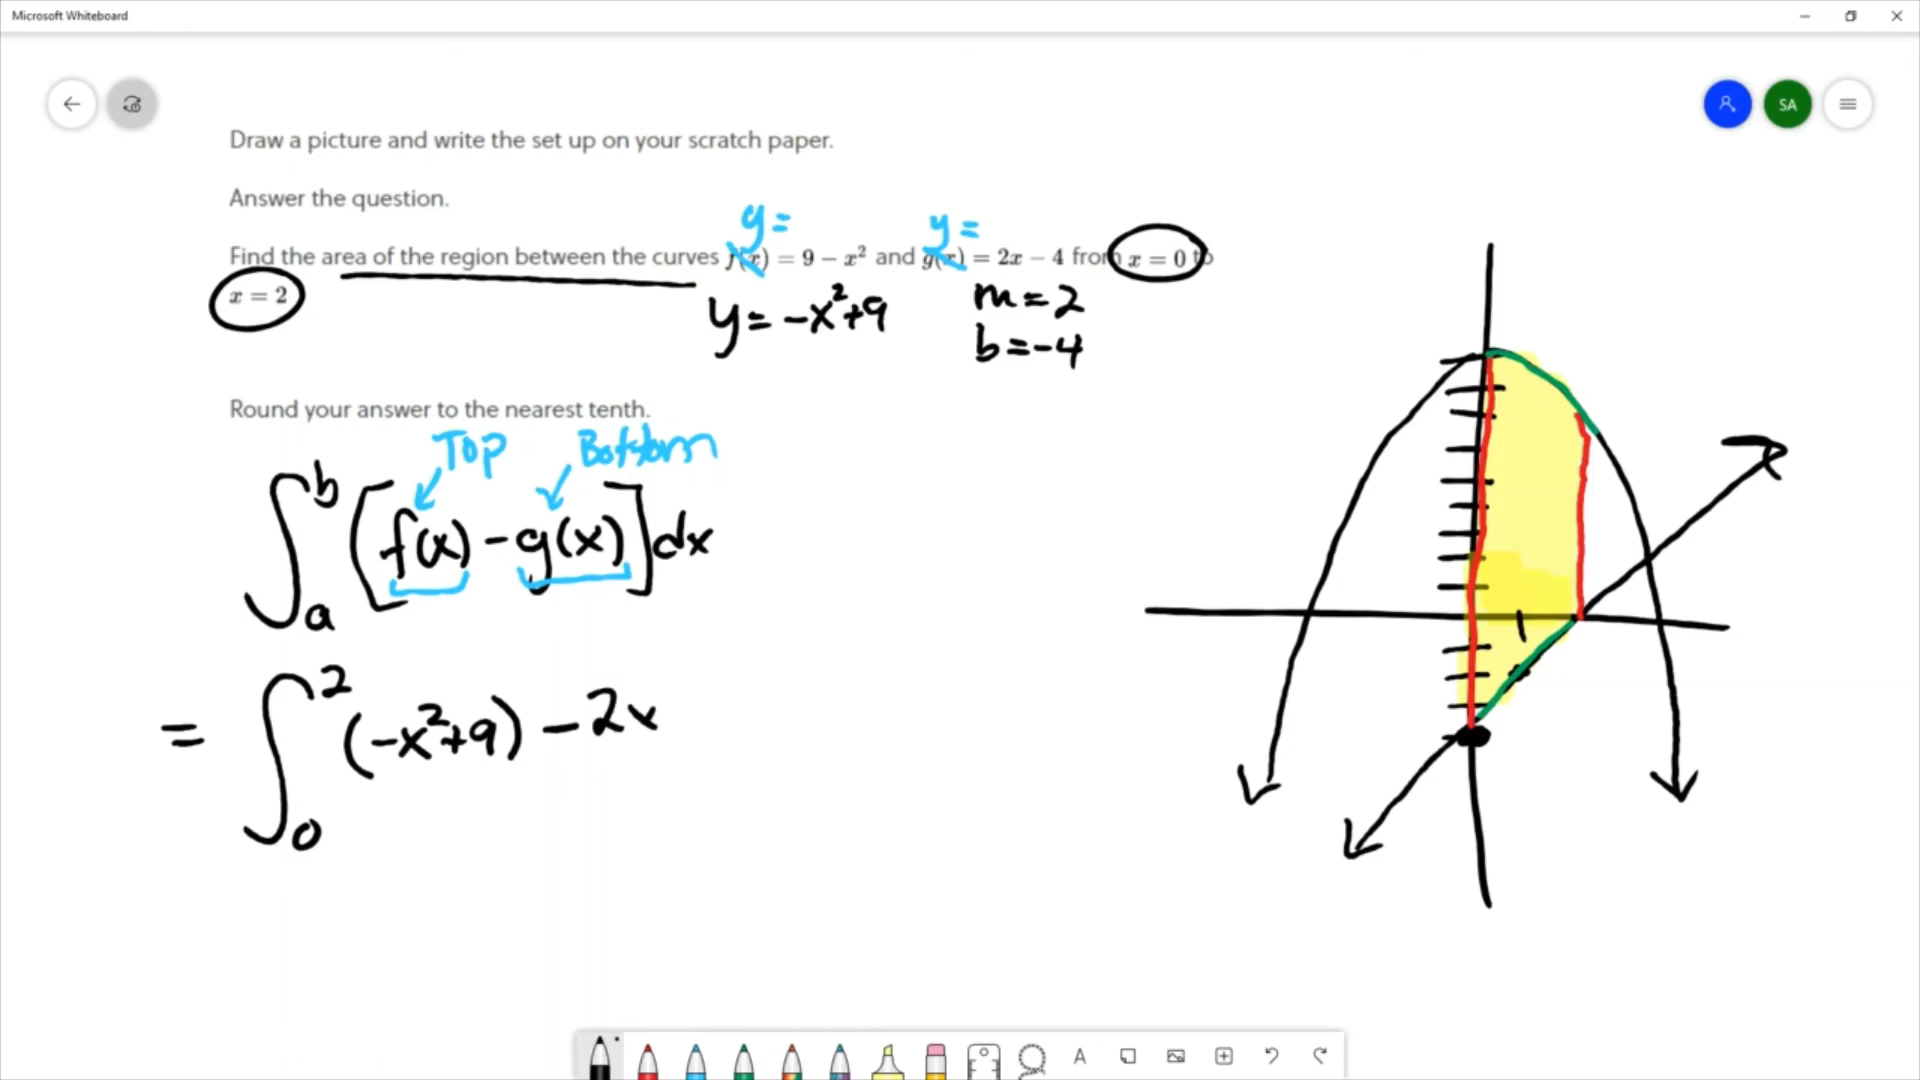 Microsoft Whiteboard
SA
Draw a picture and write the set up on your scratch paper.
Answer the question.
y = y =
Find the area of the region between the curves f(x) = 9 − x² and g(x) = 2x − 4 from x = 0 to
x = 2
y = -x²+9
m = 2
b = -4
Round your answer to the nearest tenth.
Top Bottom
∫ₐᵇ [f(x) - g(x)] dx
= ∫₀² (-x²+9) - 2x
A